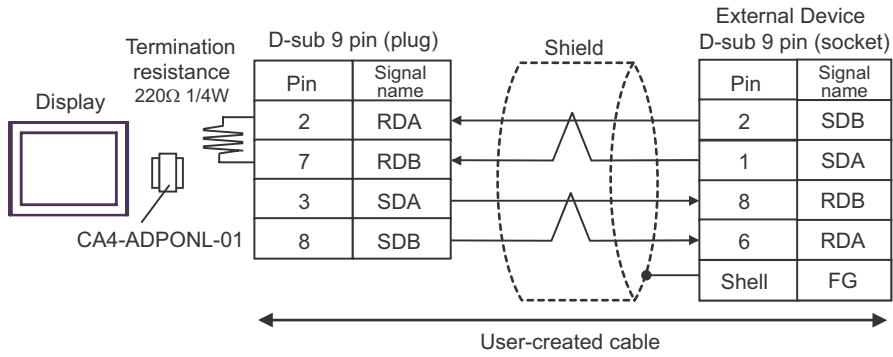 External Device
D-sub 9 pin (plug)
Shield
D-sub 9 pin (socket)
Termination
resistance
220Ω 1/4W
Display
CA4-ADPONL-01
Pin Signal name
2 RDA
7 RDB
3 SDA
8 SDB
Pin Signal name
2 SDB
1 SDA
8 RDB
6 RDA
Shell FG
User-created cable